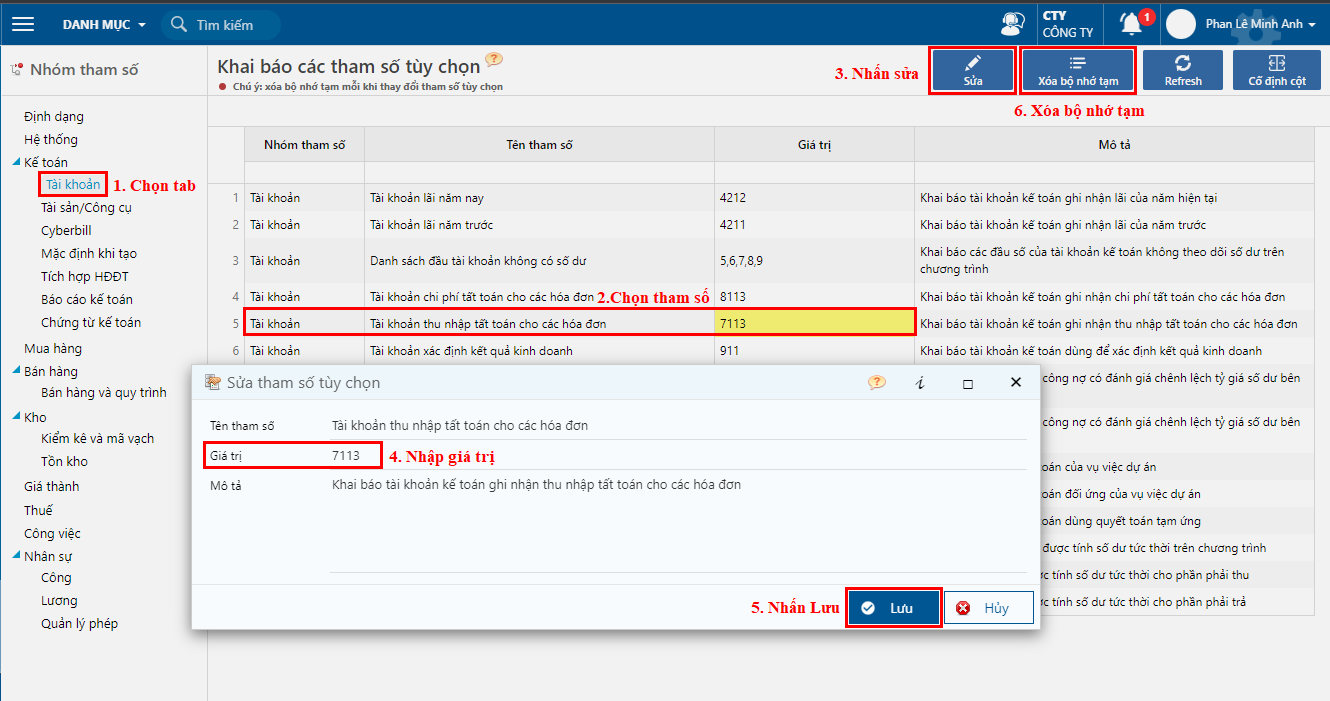 DANH MỤC
Tìm kiếm
CTY
CÔNG TY
1
Phan Lê Minh Anh
Nhóm tham số
Khai báo các tham số tùy chọn
Chú ý: xóa bộ nhớ tạm mỗi khi thay đổi tham số tùy chọn
3. Nhấn sửa
Sửa
Xóa bộ nhớ tạm
Refresh
Cố định cột
6. Xóa bộ nhớ tạm
Định dạng
Hệ thống
Kế toán
Tài khoản
1. Chọn tab
Tài sản/Công cụ
Cyberbill
Mặc định khi tạo
Tích hợp HĐĐT
Báo cáo kế toán
Chứng từ kế toán
Mua hàng
Bán hàng
Bán hàng và quy trình
Kho
Kiểm kê và mã vạch
Tồn kho
Giá thành
Thuế
Công việc
Nhân sự
Công
Lương
Quản lý phép
Nhóm tham số Tên tham số Giá trị Mô tả
1 Tài khoản Tài khoản lãi năm nay 4212 Khai báo tài khoản kế toán ghi nhận lãi của năm hiện tại
2 Tài khoản Tài khoản lãi năm trước 4211 Khai báo tài khoản kế toán ghi nhận lãi của năm trước
3 Tài khoản Danh sách đầu tài khoản không có số dư 5,6,7,8,9 Khai báo các đầu số của tài khoản kế toán không theo dõi số dư trên
chương trình
4 Tài khoản Tài khoản chi phí tất toán cho các hóa đơn 2.Chọn tham số 8113 Khai báo tài khoản kế toán ghi nhận chi phí tất toán cho các hóa đơn
5 Tài khoản Tài khoản thu nhập tất toán cho các hóa đơn 7113 Khai báo tài khoản kế toán ghi nhận thu nhập tất toán cho các hóa đơn
6 Tài khoản Tài khoản xác định kết quả kinh doanh 911 Khai báo tài khoản kế toán dùng để xác định kết quả kinh doanh
công nợ có đánh giá chênh lệch tỷ giá số dư bên
công nợ có đánh giá chênh lệch tỷ giá số dư bên
oán của vụ việc dự án
oán đối ứng của vụ việc dự án
oán dùng quyết toán tạm ứng
được tính số dư tức thời trên chương trình
ợc tính số dư tức thời cho phần phải thu
ợc tính số dư tức thời cho phần phải trả
Sửa tham số tùy chọn
Tên tham số Tài khoản thu nhập tất toán cho các hóa đơn
Giá trị 7113 4. Nhập giá trị
Mô tả Khai báo tài khoản kế toán ghi nhận thu nhập tất toán cho các hóa đơn
5. Nhấn Lưu
Lưu
Hủy